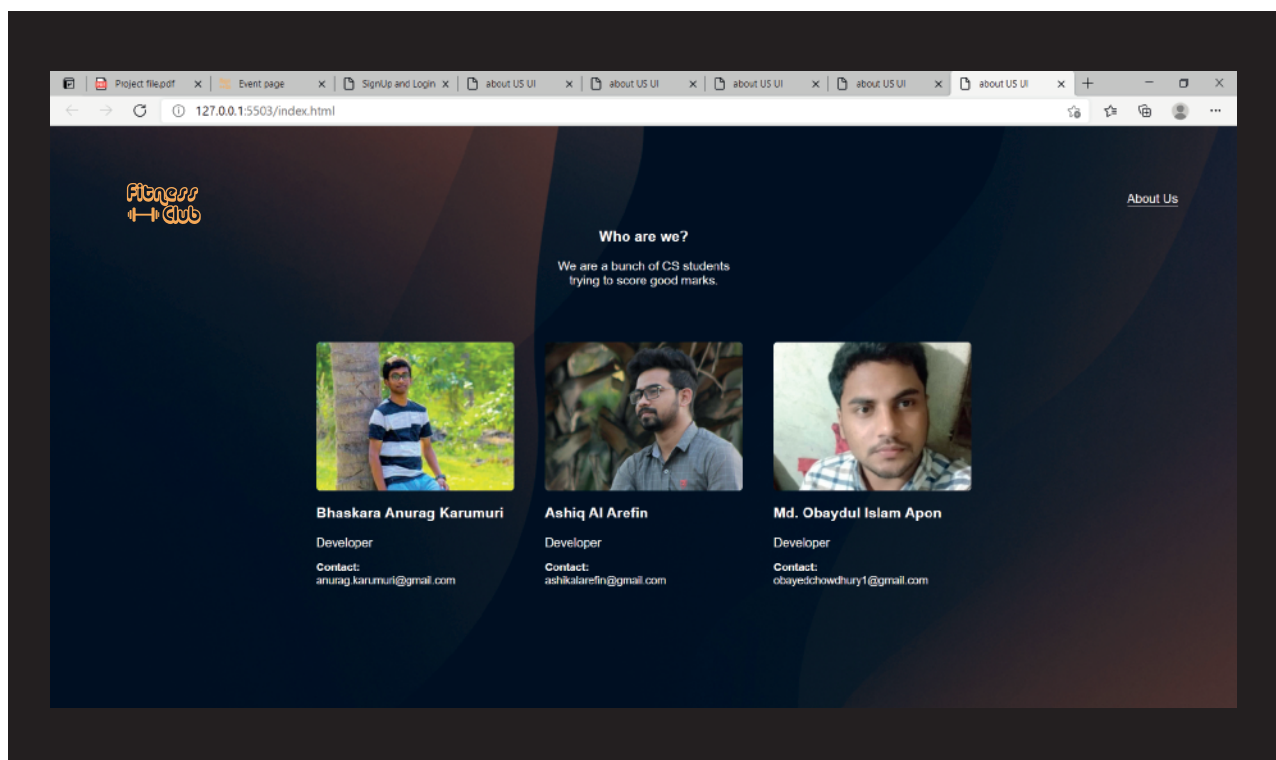 Project file.pdf
Event page
SignUp and Login
about US UI
about US UI
about US UI
about US UI
about US UI
127.0.0.1:5503/index.html
Fitness
Club
About Us
Who are we?
We are a bunch of CS students
trying to score good marks.
Bhaskara Anurag Karumuri
Developer
Contact:
anurag.karumuri@gmail.com
Ashiq Al Arefin
Developer
Contact:
ashikalarefin@gmail.com
Md. Obaydul Islam Apon
Developer
Contact:
obayedchowdhury1@gmail.com